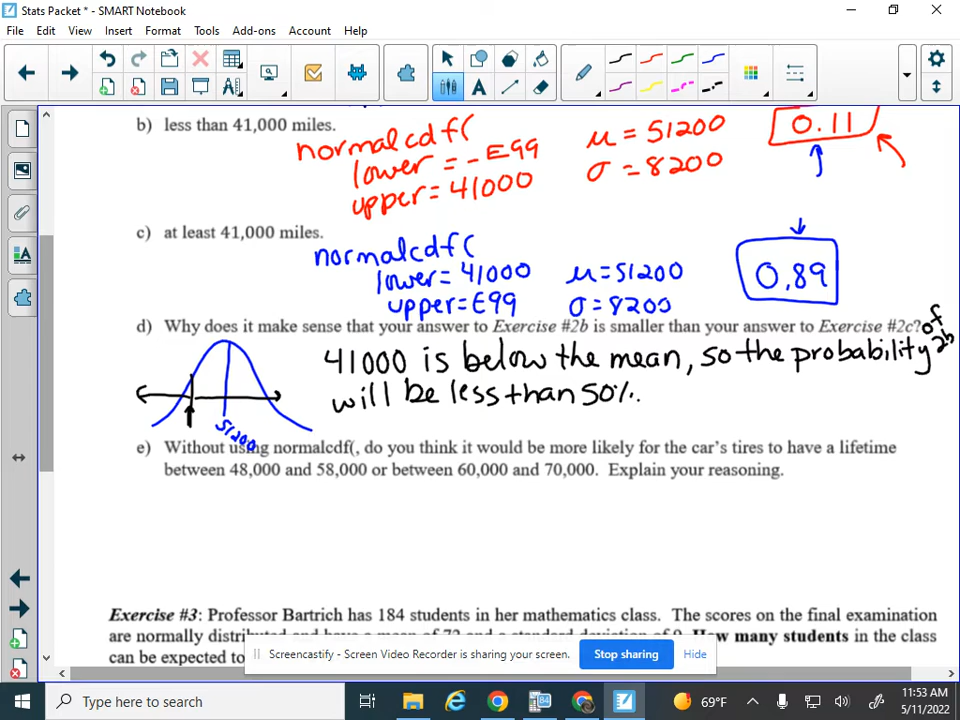 Stats Packet * - SMART Notebook
File Edit View Insert Format Tools Add-ons Account Help
b) less than 41,000 miles.
normalcdf(
lower = -E99
upper = 41000
μ = 51200
σ = 8200
0.11
c) at least 41,000 miles.
normalcdf(
lower = 41000
upper = E99
μ = 51200
σ = 8200
0.89
d) Why does it make sense that your answer to Exercise #2b is smaller than your answer to Exercise #2c?
41000 is below the mean, so the probability of 2b
will be less than 50%.
51200
e) Without using normalcdf(, do you think it would be more likely for the car's tires to have a lifetime
between 48,000 and 58,000 or between 60,000 and 70,000. Explain your reasoning.
Exercise #3: Professor Bartrich has 184 students in her mathematics class. The scores on the final examination
are normally distributed and have a mean of 72 and a standard deviation of 9. How many students in the class
can be expected to
Screencastify - Screen Video Recorder is sharing your screen.
Stop sharing
Hide
Type here to search
69°F
11:53 AM
5/11/2022